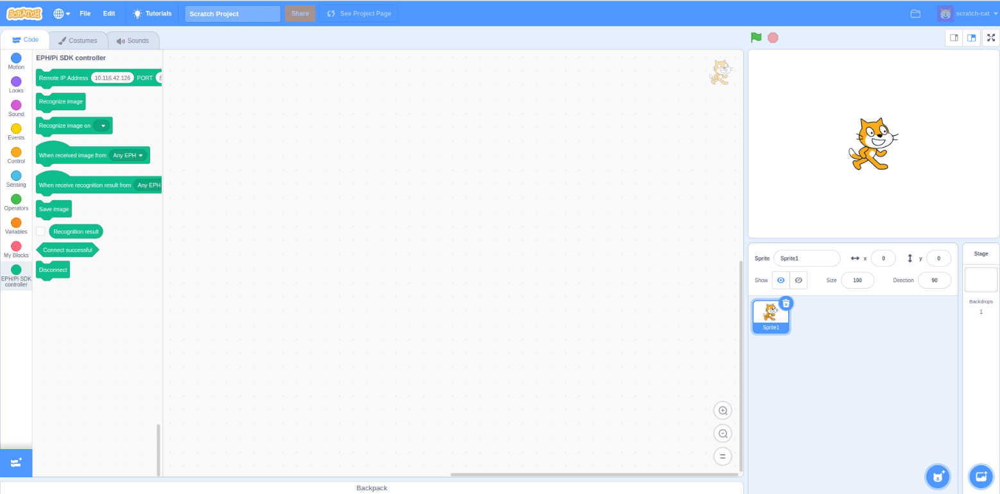 SCRATCH File Edit Tutorials Scratch Project Share See Project Page scratch-cat
Code Costumes Sounds
Motion
Looks
Sound
Events
Control
Sensing
Operators
Variables
My Blocks
EPH/Pi SDK
controller
EPH/Pi SDK controller
Remote IP Address 10.116.42.126 PORT
Recognize image
Recognize image on
When received image from Any EPH
When receive recognition result from Any EPH
Save image
Recognition result
Connect successful
Disconnect
=
Backpack
Sprite Sprite1 x 0 y 0
Show Size 100 Direction 90
Sprite1
Stage
Backdrops
1